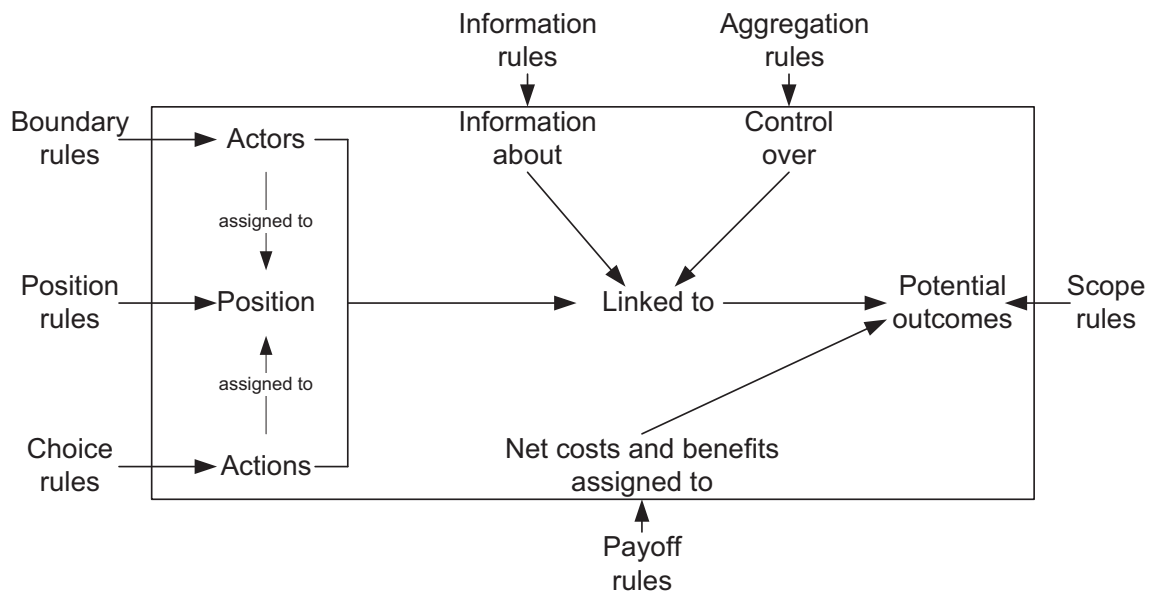 Information
rules
Aggregation
rules
Boundary
rules
Actors
Information
about
Control
over
assigned to
Position
rules
Position
Linked to
Potential
outcomes
Scope
rules
assigned to
Choice
rules
Actions
Net costs and benefits
assigned to
Payoff
rules